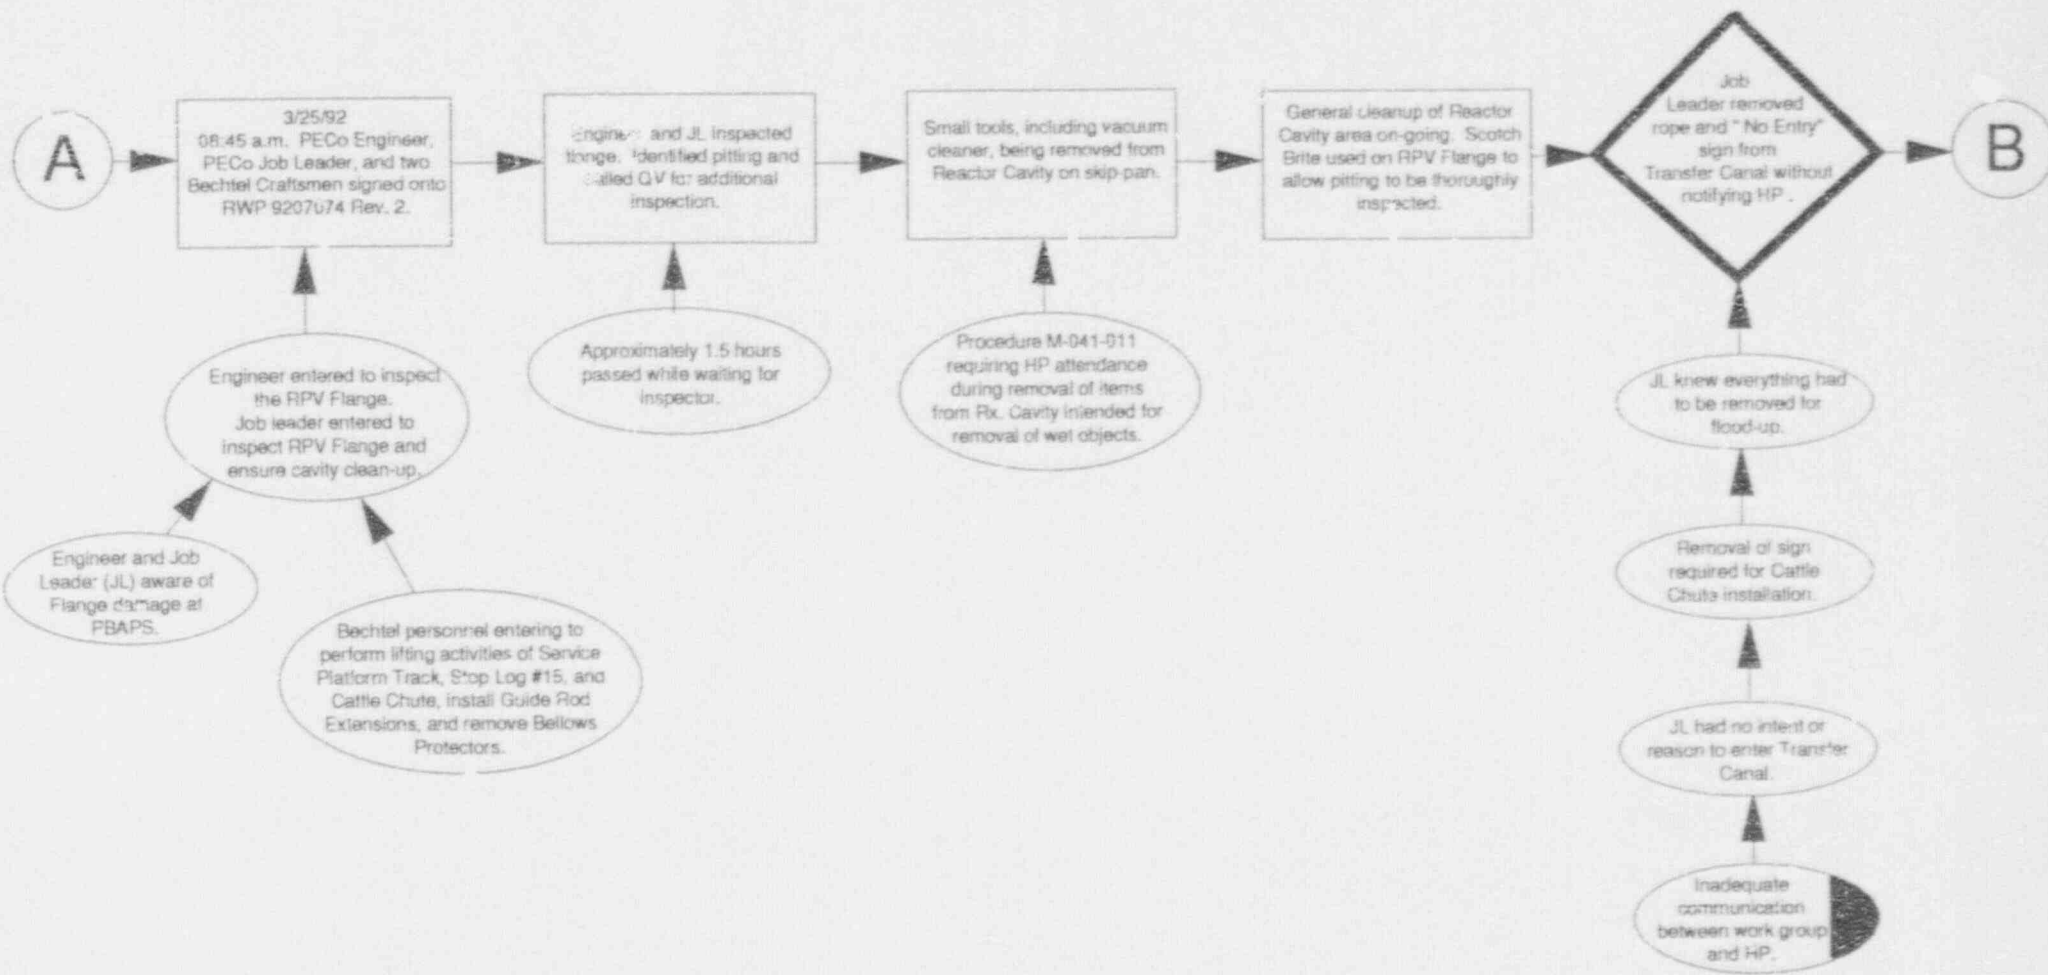 A
3/25/92
08:45 a.m. PECo Engineer,
PECo Job Leader, and two
Bechtel Craftsmen signed onto
RWP 9207074 Rev. 2.
and JL inspected
flange. Identified pitting and
called QV for additional
inspection.
Small tools, including vacuum
cleaner, being removed from
Reactor Cavity on skip-pan.
General cleanup of Reactor
Cavity area on-going. Scotch
Brite used on RPV Flange to
allow pitting to be thoroughly
inspected.
Job
Leader removed
rope and " No Entry"
sign from
Transfer Canal without
notifying HP .
B
Engineer entered to inspect
the RPV Flange.
Job leader entered to
inspect RPV Flange and
ensure cavity clean-up.
Approximately 1.5 hours
passed while waiting for
inspector.
Procedure M-041-011
requiring HP attendance
during removal of items
from Rx. Cavity intended for
removal of wet objects.
JL knew everything had
to be removed for
flood-up.
Engineer and Job
Leader (JL) aware of
Flange damage at
PBAPS.
Bechtel personnel entering to
perform lifting activities of Service
Platform Track, Stop Log #15, and
Cattle Chute, install Guide Rod
Extensions, and remove Bellows
Protectors.
Removal of sign
required for Cattle
Chute installation.
JL had no intent or
reason to enter Transfer
Canal.
Inadequate
communication
between work group
and HP.